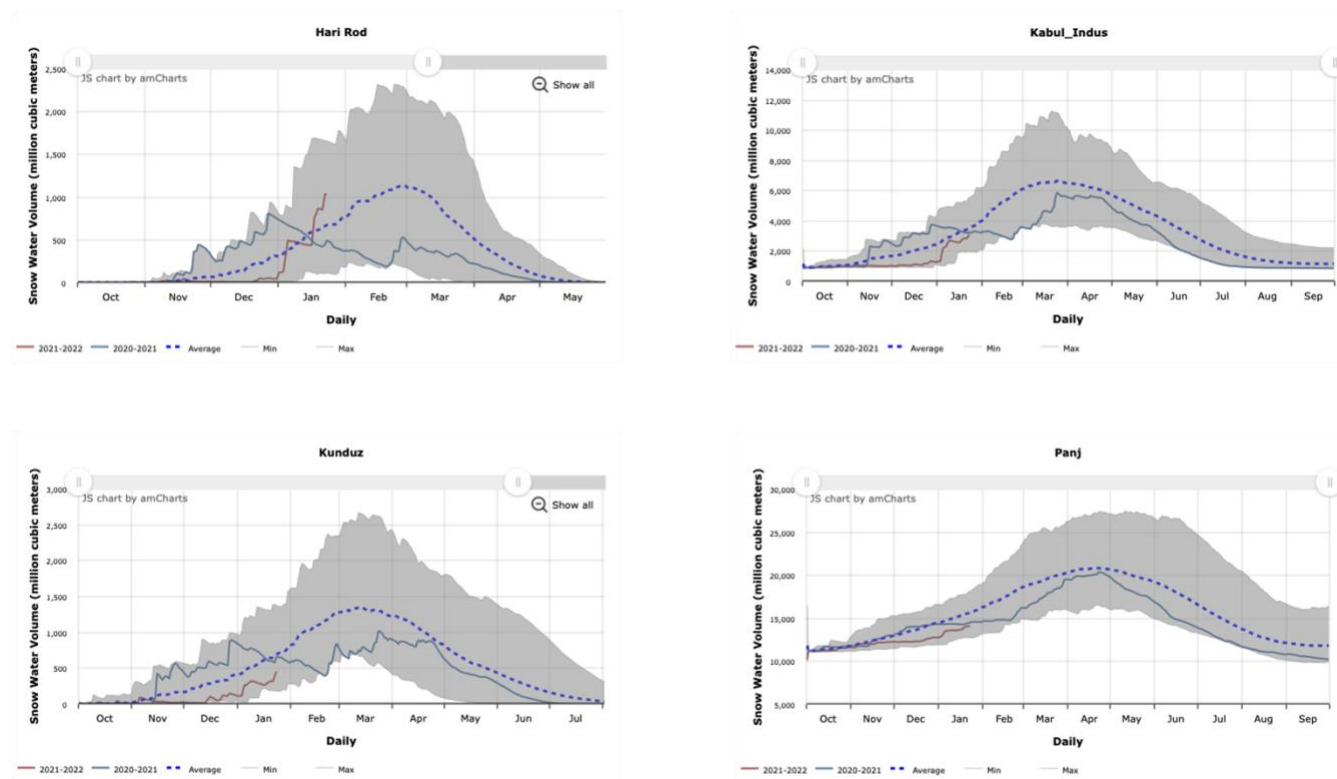 Hari Rod
Snow Water Volume (million cubic meters)
JS chart by amCharts
Show all
2,500
2,000
1,500
1,000
500
0
Oct Nov Dec Jan Feb Mar Apr May
Daily
2021-2022 2020-2021 Average Min Max
Kabul_Indus
Snow Water Volume (million cubic meters)
JS chart by amCharts
14,000
12,000
10,000
8,000
6,000
4,000
2,000
0
Oct Nov Dec Jan Feb Mar Apr May Jun Jul Aug Sep
Daily
2021-2022 2020-2021 Average Min Max
Kunduz
Snow Water Volume (million cubic meters)
JS chart by amCharts
Show all
3,000
2,500
2,000
1,500
1,000
500
0
Oct Nov Dec Jan Feb Mar Apr May Jun Jul
Daily
2021-2022 2020-2021 Average Min Max
Panj
Snow Water Volume (million cubic meters)
JS chart by amCharts
30,000
25,000
20,000
15,000
10,000
5,000
Oct Nov Dec Jan Feb Mar Apr May Jun Jul Aug Sep
Daily
2021-2022 2020-2021 Average Min Max